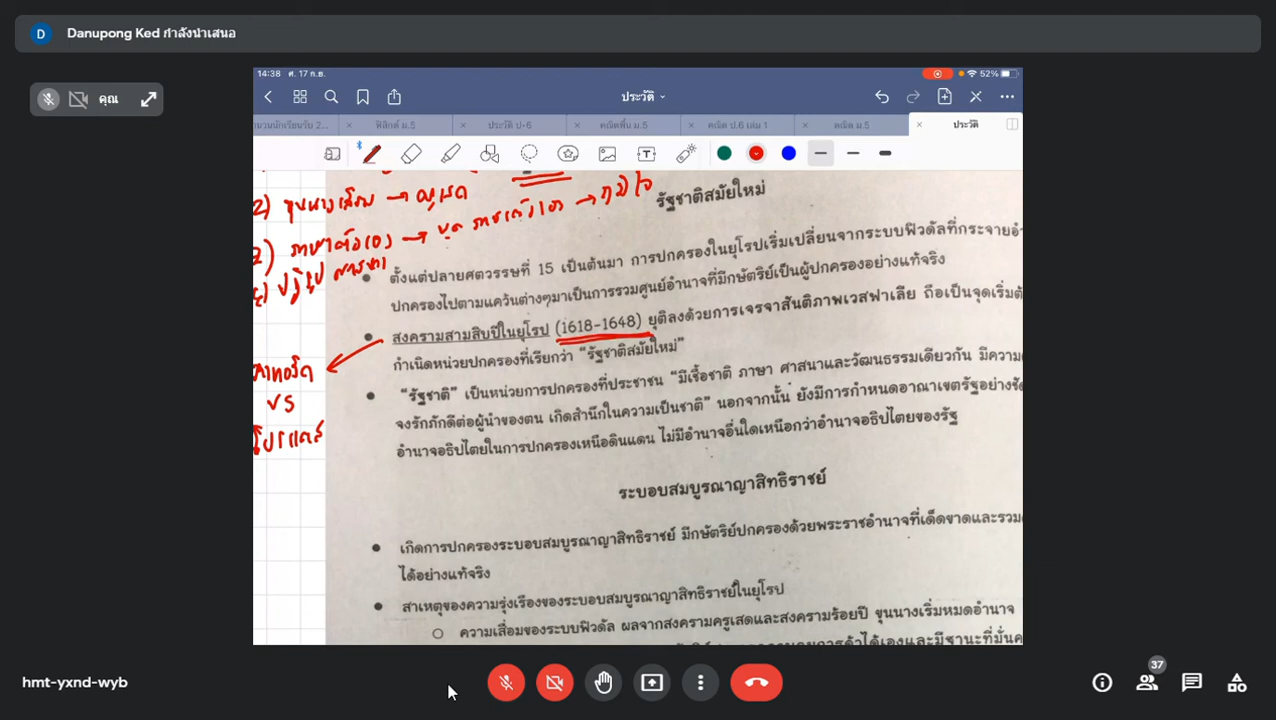 D Danupong Ked กำลังนำเสนอ
คุณ
14:38 ศ. 17 ก.ย.
52%
ประวัติ
นวนนักเรียนรับ 2...
ฟิสิกส์ ม.5
ประวัติ ป-6
คณิตพื้น ม.5
คณิต ป.6 เล่ม 1
คณิต ม.5
ประวัติ
รัฐชาติสมัยใหม่
2) ขุนนางเสื่อม →
ตั้งแต่ปลายศตวรรษที่ 15 เป็นต้นมา การปกครองในยุโรปเริ่มเปลี่ยนจากระบบฟิวดัลที่กระจายอำ
ปกครองไปตามแคว้นต่างๆมาเป็นการรวมศูนย์อำนาจที่มีกษัตริย์เป็นผู้ปกครองอย่างแท้จริง
สงครามสามสิบปีในยุโรป (1618-1648) ยุติลงด้วยการเจรจาสันติภาพเวสฟาเลีย ถือเป็นจุดเริ่มต้
กำเนิดหน่วยปกครองที่เรียกว่า "รัฐชาติสมัยใหม่"
VS
"รัฐชาติ" เป็นหน่วยการปกครองที่ประชาชน "มีเชื้อชาติ ภาษา ศาสนาและวัฒนธรรมเดียวกัน มีความ
จงรักภักดีต่อผู้นำของตน เกิดสำนึกในความเป็นชาติ" นอกจากนั้น ยังมีการกำหนดอาณาเขตรัฐอย่างชัด
อำนาจอธิปไตยในการปกครองเหนือดินแดน ไม่มีอำนาจอื่นใดเหนือกว่าอำนาจอธิปไตยของรัฐ
ระบอบสมบูรณาญาสิทธิราชย์
เกิดการปกครองระบอบสมบูรณาญาสิทธิราชย์ มีกษัตริย์ปกครองด้วยพระราชอำนาจที่เด็ดขาดและรวม
ได้อย่างแท้จริง
สาเหตุของความรุ่งเรืองของระบอบสมบูรณาญาสิทธิราชย์ในยุโรป
ความเสื่อมของระบบฟิวดัล ผลจากสงครามครูเสดและสงครามร้อยปี ขุนนางเริ่มหมดอำนาจ
hmt-yxnd-wyb
37